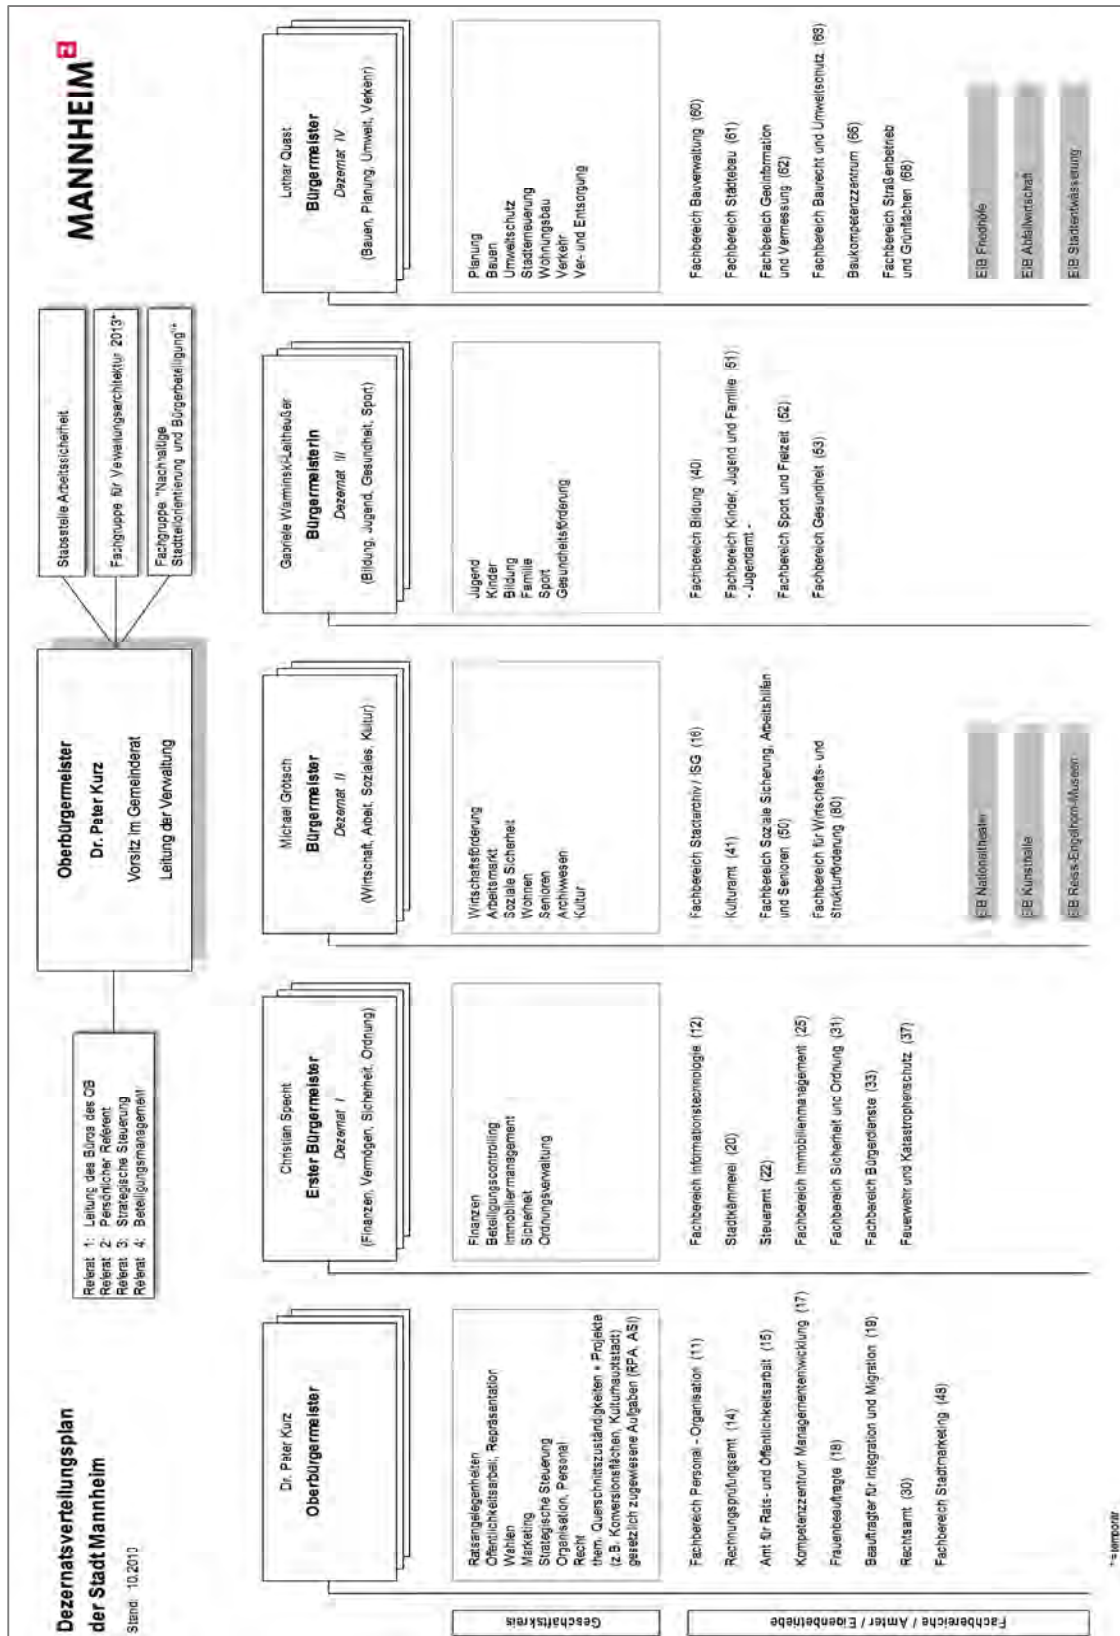 Dezernatsverteilungsplan
der Stadt Mannheim
Stand: 10.2010
MANNHEIM²
Referat 1: Leitung des Büros des OB
Referat 2: Persönlicher Referent
Referat 3: Strategische Steuerung
Referat 4: Beteiligungsmanagement
Oberbürgermeister
Dr. Peter Kurz
Vorsitz im Gemeinderat
Leitung der Verwaltung
Stabsstelle Arbeitssicherheit
Fachgruppe für Verwaltungsarchitektur 2013*
Fachgruppe "Nachhaltige
Stadtteilorientierung und Bürgerbeteiligung"*
Dr. Peter Kurz
Oberbürgermeister
Christian Specht
Erster Bürgermeister
Dezernat I
(Finanzen, Vermögen, Sicherheit, Ordnung)
Michael Grötsch
Bürgermeister
Dezernat II
(Wirtschaft, Arbeit, Soziales, Kultur)
Gabriele Warminski-Leitheußer
Bürgermeisterin
Dezernat III
(Bildung, Jugend, Gesundheit, Sport)
Lothar Quast
Bürgermeister
Dezernat IV
(Bauen, Planung, Umwelt, Verkehr)
Geschäftskreis
Ratsangelegenheiten
Öffentlichkeitsarbeit, Repräsentation
Wahlen
Marketing
Strategische Steuerung
Organisation, Personal
Recht
them. Querschnittszuständigkeiten + Projekte
(z.B. Konversionsflächen, Kulturhauptstadt)
gesetzlich zugewiesene Aufgaben (RPA, ASI)
Finanzen
Beteiligungscontrolling
Immobiliermanagement
Sicherheit
Ordnungsverwaltung
Wirtschaftsförderung
Arbeitsmarkt
Soziale Sicherheit
Wohnen
Senioren
Archivwesen
Kultur
Jugend
Kinder
Bildung
Familie
Sport
Gesundheitsförderung
Planung
Bauen
Umweltschutz
Stadterneuerung
Wohnungsbau
Verkehr
Ver- und Entsorgung
Fachbereiche / Ämter / Eigenbetriebe
Fachbereich Personal - Organisation (11)
Rechnungsprüfungsamt (14)
Amt für Rats- und Öffentlichkeitsarbeit (15)
Kompetenzzentrum Managemententwicklung (17)
Frauenbeauftragte (18)
Beauftragter für Integration und Migration (19)
Rechtsamt (30)
Fachbereich Stadtmarketing (48)
Fachbereich Informationstechnologie (12)
Stadtkämmerei (20)
Steueramt (22)
Fachbereich Immobilienmanagement (25)
Fachbereich Sicherheit und Ordnung (31)
Fachbereich Bürgerdienste (33)
Feuerwehr und Katastrophenschutz (37)
Fachbereich Stadtarchiv / ISG (16)
Kulturamt (41)
Fachbereich Soziale Sicherung, Arbeitshilfen
und Senioren (50)
Fachbereich für Wirtschafts- und
Strukturförderung (80)
EiB Nationaltheater
EiB Kunsthalle
EiB Reiss-Engelhorn-Museen
Fachbereich Bildung (40)
Fachbereich Kinder, Jugend und Familie (51)
- Jugendamt -
Fachbereich Sport und Freizeit (52)
Fachbereich Gesundheit (53)
Fachbereich Bauverwaltung (60)
Fachbereich Städtebau (61)
Fachbereich Geoinformation
und Vermessung (62)
Fachbereich Baurecht und Umweltschutz (63)
Baukompetenzzentrum (66)
Fachbereich Straßenbetrieb
und Grünflächen (68)
EiB Friedhöfe
EiB Abfallwirtschaft
EiB Stadtentwässerung
* = temporär